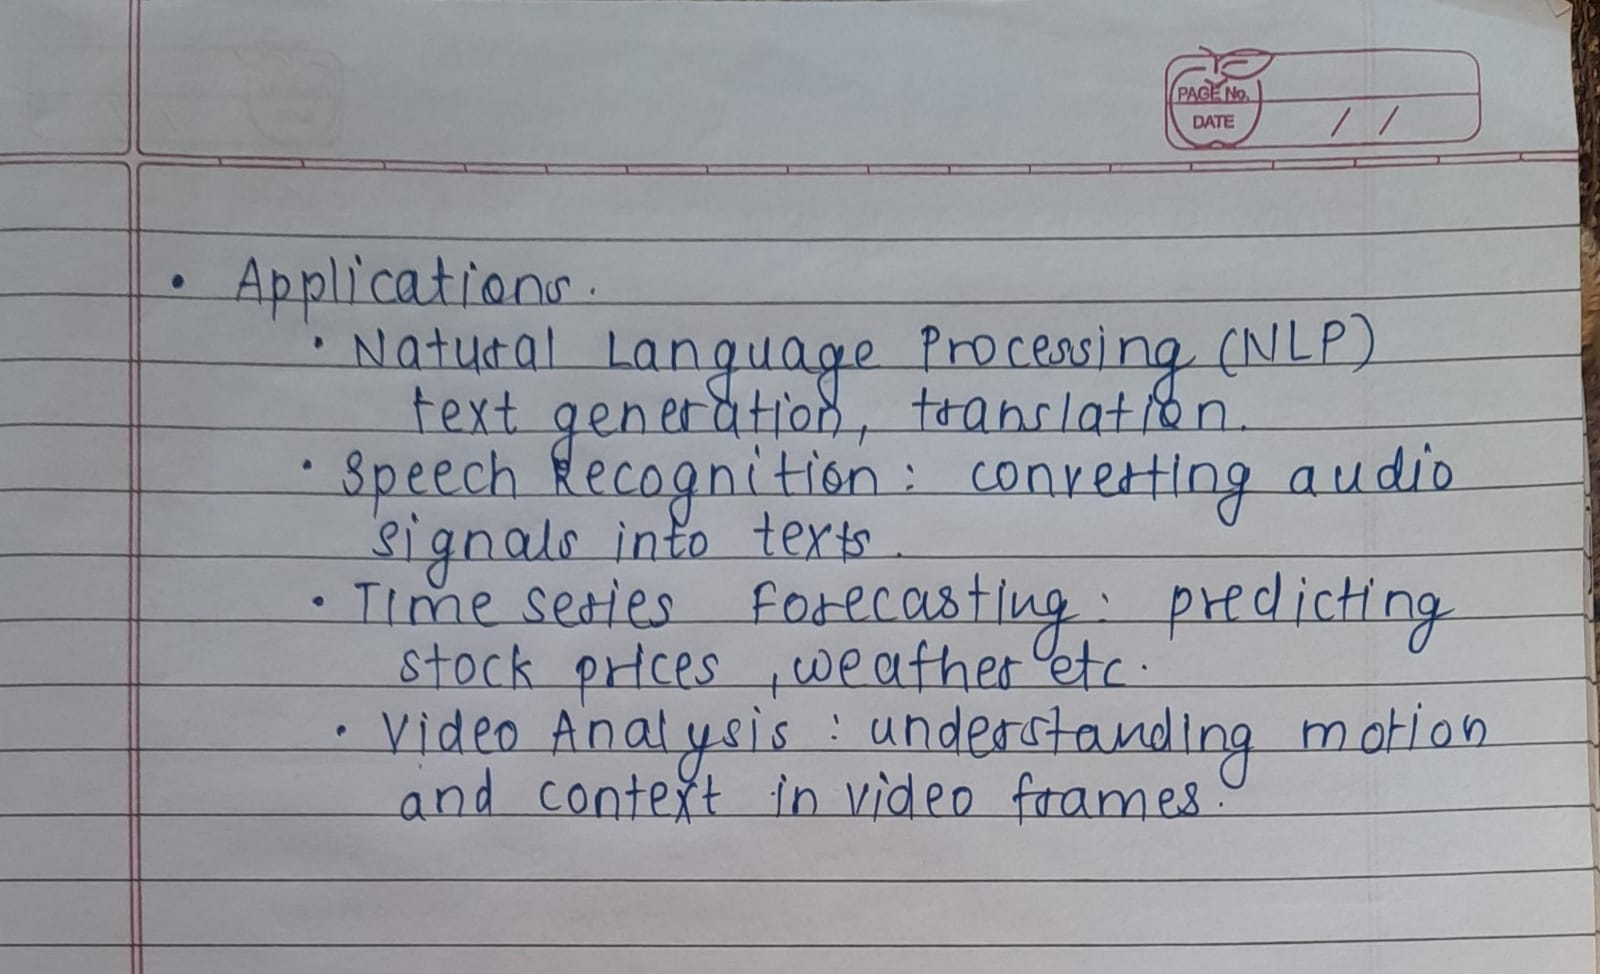 PAGE No.
DATE / /
• Applications.
• Natural Language Processing (NLP)
text generation, translation.
• Speech Recognition : converting audio
signals into texts.
• Time series Forecasting : predicting
stock prices , weather etc.
• Video Analysis : understanding motion
and context in video frames.